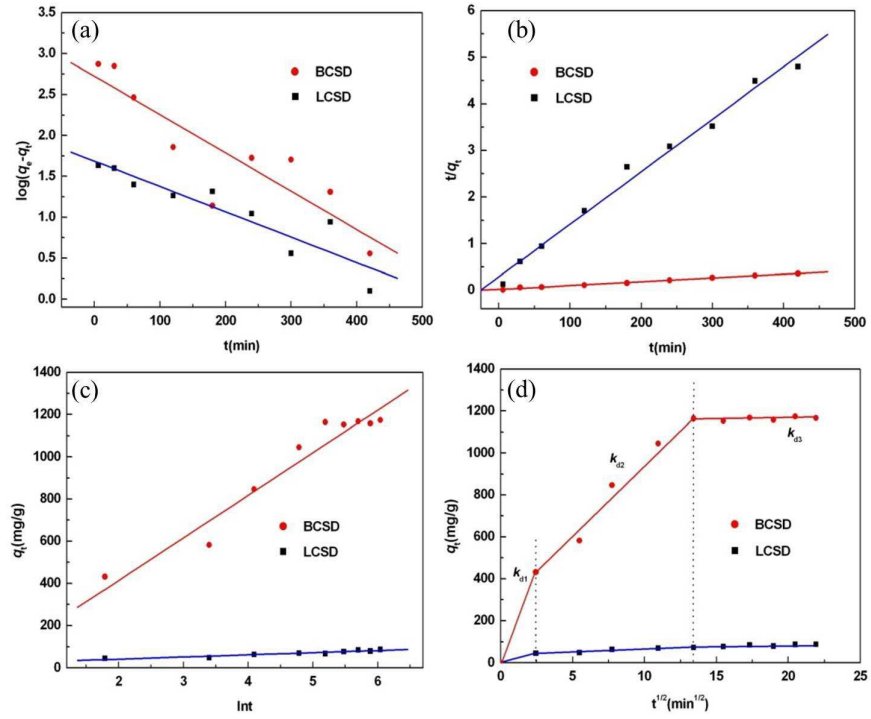 (a)
3.5
3.0
2.5
2.0
1.5
1.0
0.5
0.0
log(qe-qt)
BCSD
LCSD
0 100 200 300 400 500
t(min)
(b)
6
5
4
3
2
1
0
t/qt
BCSD
LCSD
0 100 200 300 400 500
t(min)
(c)
1400
1200
1000
800
600
400
200
0
qt(mg/g)
BCSD
LCSD
2 3 4 5 6
lnt
(d)
1400
1200
1000
800
600
400
200
0
qt(mg/g)
kd1
kd2
kd3
BCSD
LCSD
0 5 10 15 20 25
t1/2(min1/2)